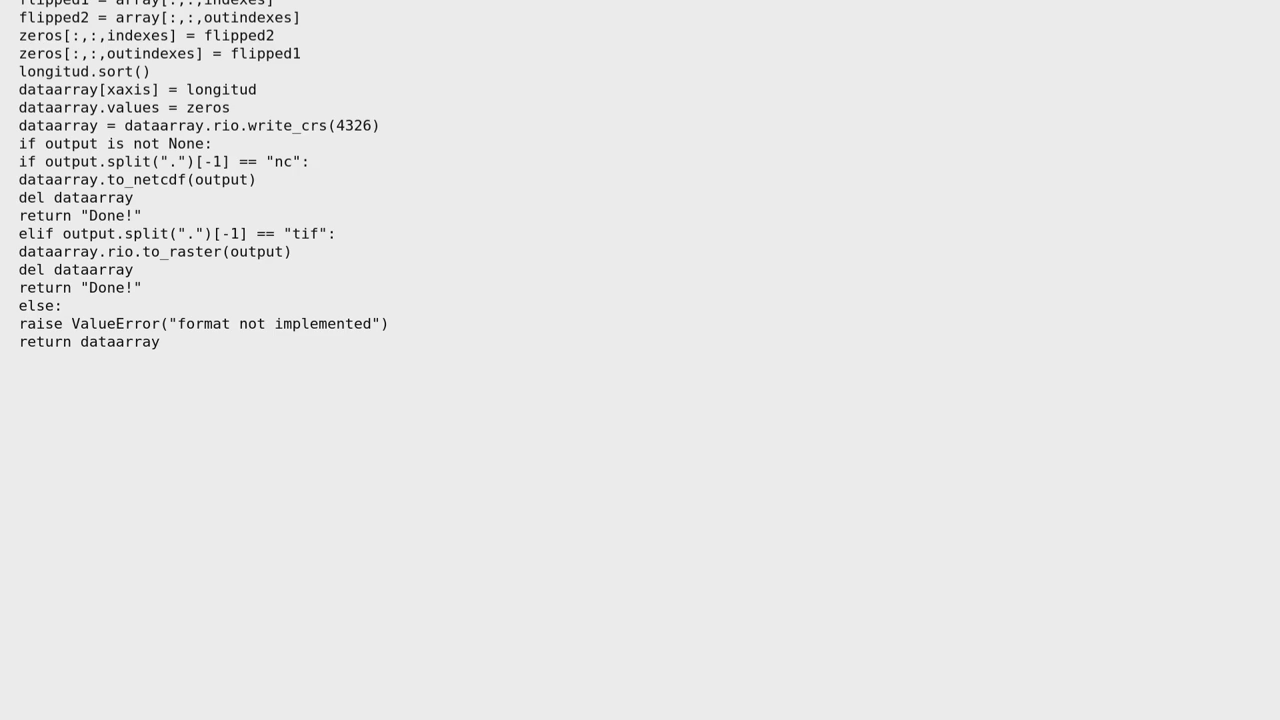 flipped1 = array[:,:,indexes]
flipped2 = array[:,:,outindexes]
zeros[:,:,indexes] = flipped2
zeros[:,:,outindexes] = flipped1
longitud.sort()
dataarray[xaxis] = longitud
dataarray.values = zeros
dataarray = dataarray.rio.write_crs(4326)
if output is not None:
if output.split(".")[-1] == "nc":
dataarray.to_netcdf(output)
del dataarray
return "Done!"
elif output.split(".")[-1] == "tif":
dataarray.rio.to_raster(output)
del dataarray
return "Done!"
else:
raise ValueError("format not implemented")
return dataarray